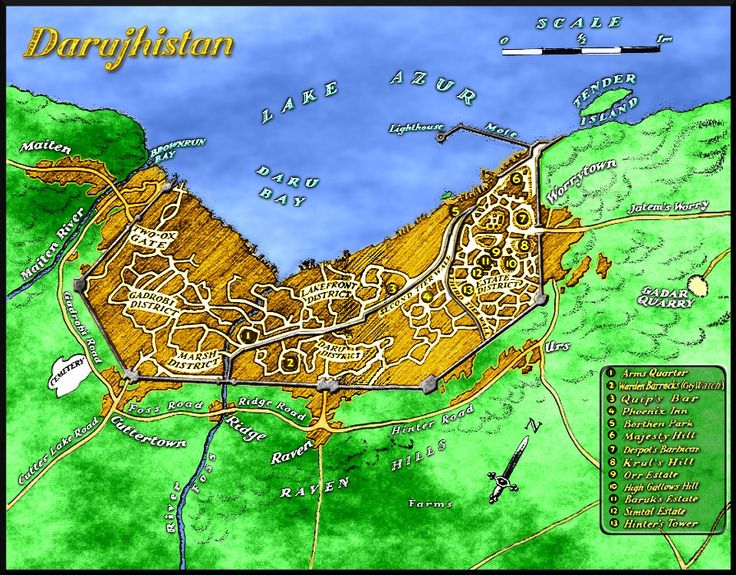 Darujhistan
SCALE
0 ½ 1m
LAKE AZUR
TENDER
ISLAND
Lighthouse Mole
Maiten
BROWNRUN
BAY
DARU
BAY
Worrytown
Jatem's Worry
Maiten River
TWO-OX
GATE
GADROBI
DISTRICT
LAKEFRONT
DISTRICT
SECOND TIER WALL
ESTATE
DISTRICT
GADAR
QUARRY
Gadrobi Road
MARSH
DISTRICT
DARU
DISTRICT
CEMETERY
Urs
Foss Road
Ridge Road
Hinter Road
Cuttertown
Cutter Lake Road
Ridge
Raven
RAVEN HILLS
River Foss
Farms
N
1 Arms Quarter
2 Warden Barracks (City Watch)
3 Quip's Bar
4 Phoenix Inn
5 Borthen Park
6 Majesty Hill
7 Despot's Barbican
8 Krul's Hill
9 Orr Estate
10 High Gallows Hill
11 Baruk's Estate
12 Simtal Estate
13 Hinter's Tower